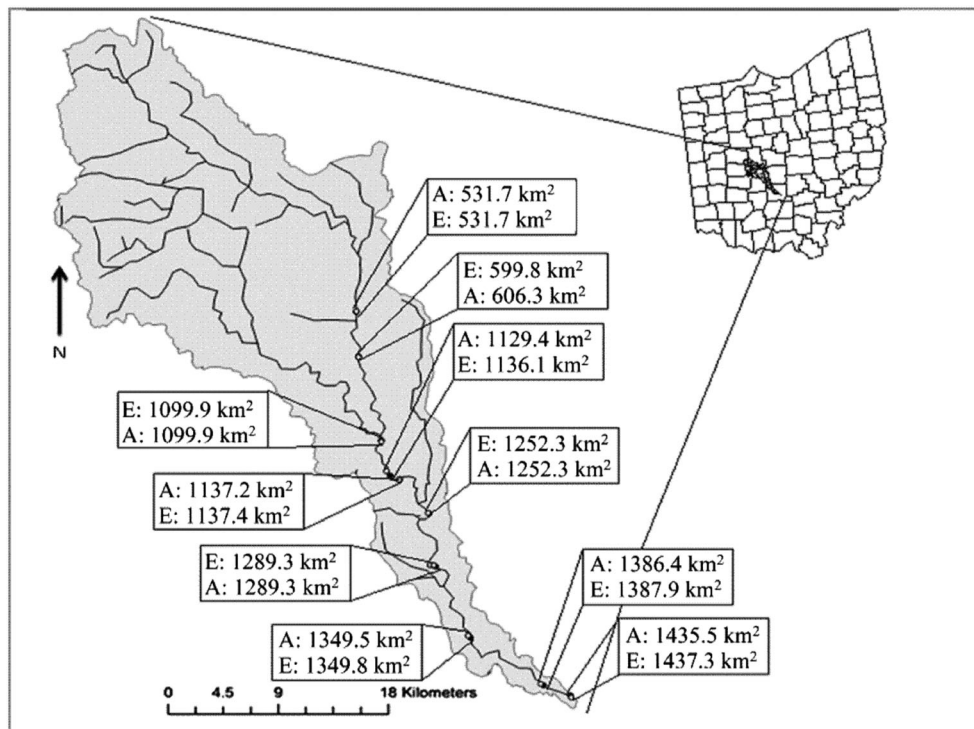 A: 531.7 km²
E: 531.7 km²
E: 599.8 km²
A: 606.3 km²
A: 1129.4 km²
E: 1136.1 km²
N
E: 1099.9 km²
A: 1099.9 km²
E: 1252.3 km²
A: 1252.3 km²
A: 1137.2 km²
E: 1137.4 km²
E: 1289.3 km²
A: 1289.3 km²
A: 1386.4 km²
E: 1387.9 km²
A: 1349.5 km²
E: 1349.8 km²
A: 1435.5 km²
E: 1437.3 km²
0 4.5 9 18 Kilometers